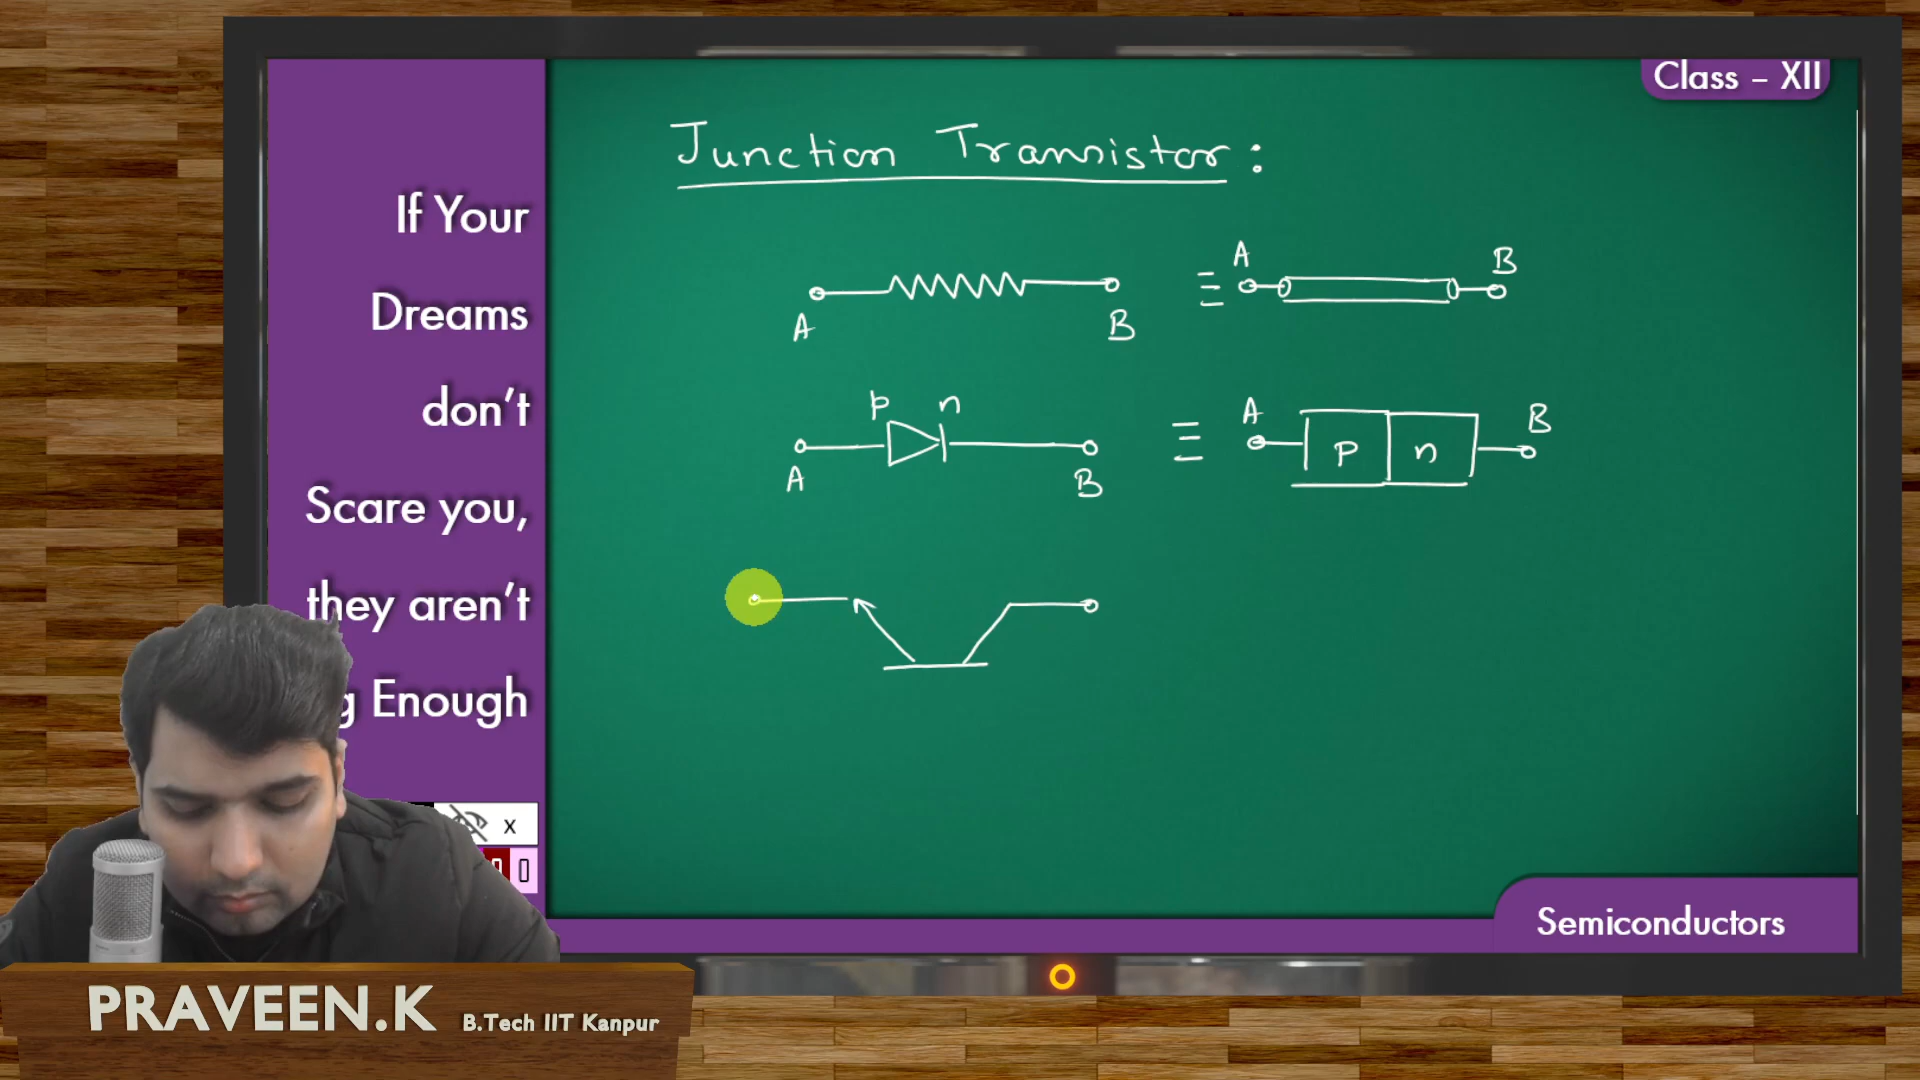 Class – XII
Junction Transistor:
If Your
Dreams
don't
Scare you,
they aren't
g Enough
A B
≡ A B
p n
A B
≡ A p n B
x
Semiconductors
PRAVEEN.K B.Tech IIT Kanpur